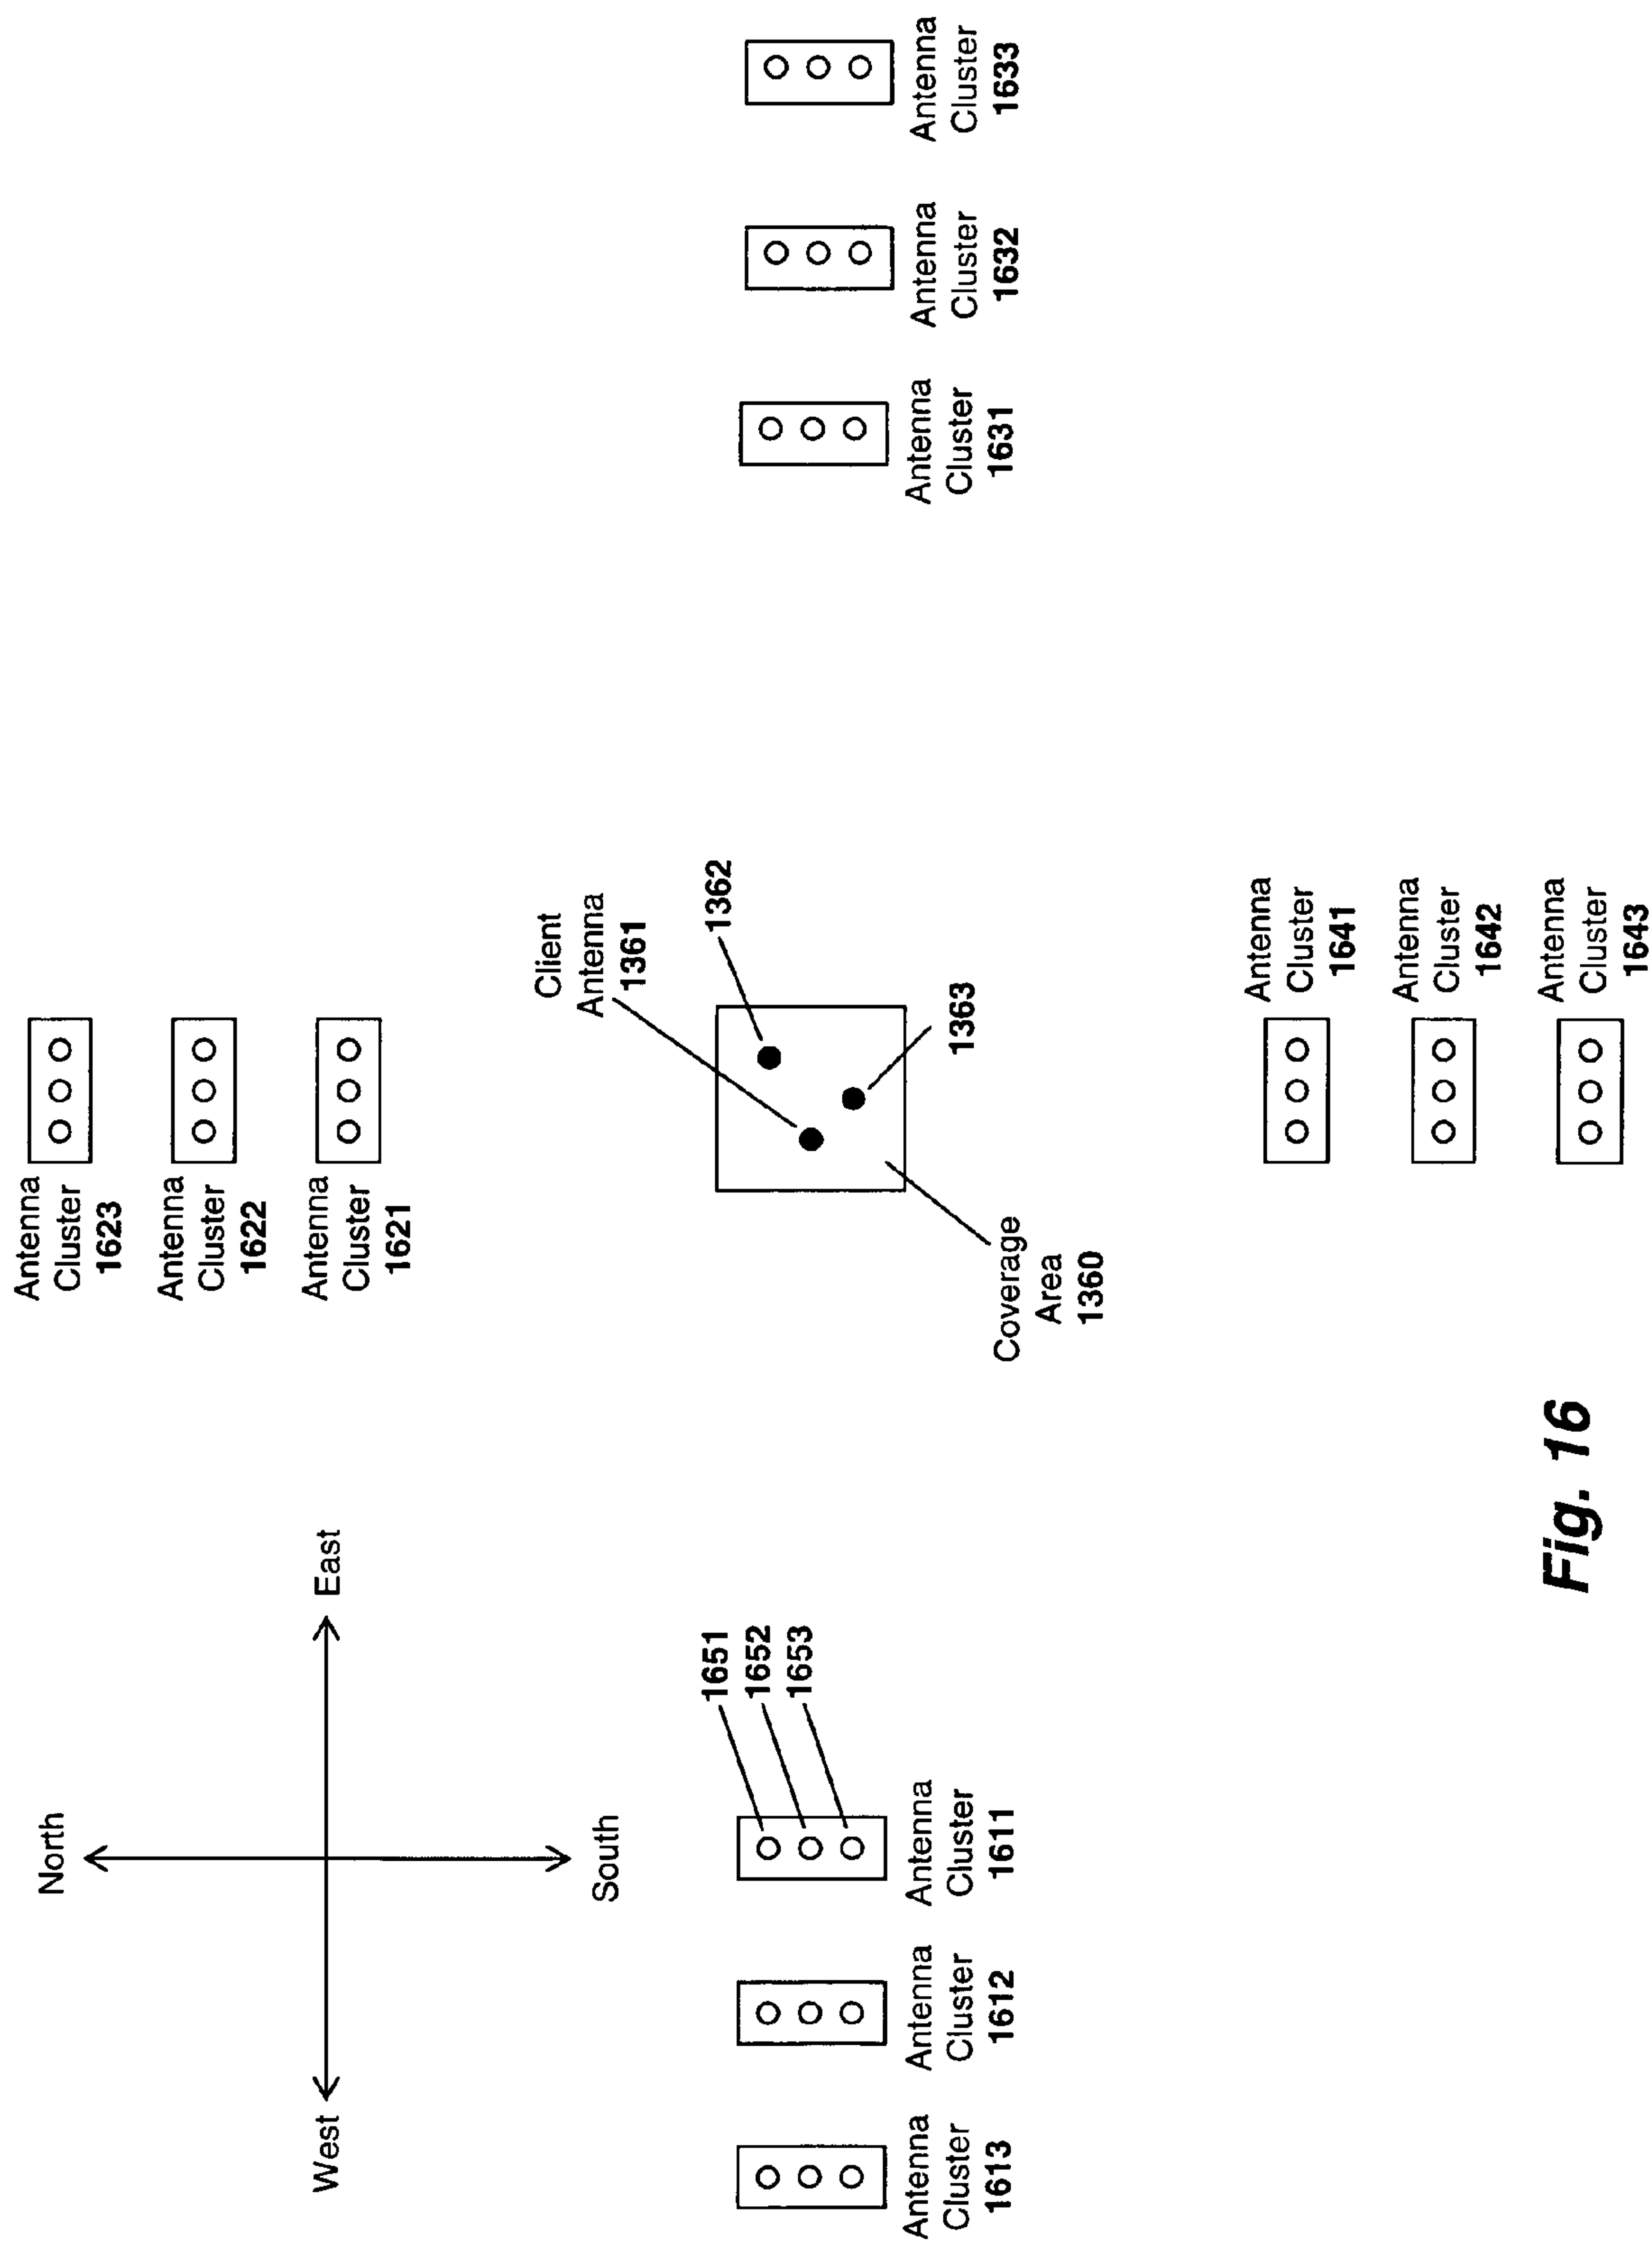 North
West
East
South
Antenna
Cluster
1623
Antenna
Cluster
1622
Antenna
Cluster
1621
Client
Antenna
1361
1362
1363
Coverage
Area
1360
1651
1652
1653
Antenna
Cluster
1613
Antenna
Cluster
1612
Antenna
Cluster
1611
Antenna
Cluster
1631
Antenna
Cluster
1632
Antenna
Cluster
1633
Antenna
Cluster
1641
Antenna
Cluster
1642
Antenna
Cluster
1643
Fig. 16